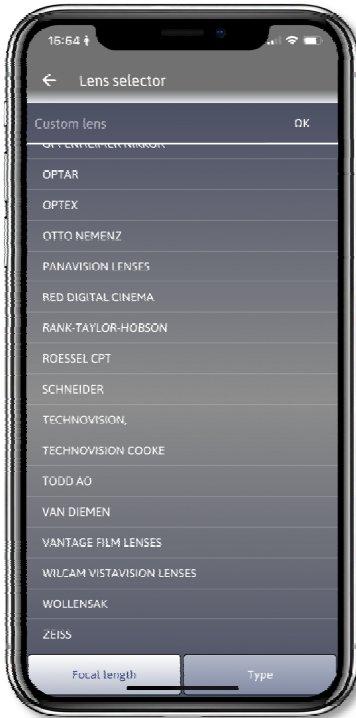 15:54
Lens selector
Custom lens OK
OPPENHEIMER NIKKOR
OPTAR
OPTEX
OTTO NEMENZ
PANAVISION LENSES
RED DIGITAL CINEMA
RANK-TAYLOR-HOBSON
ROESSEL CPT
SCHNEIDER
TECHNOVISION,
TECHNOVISION COOKE
TODD AO
VAN DIEMEN
VANTAGE FILM LENSES
WILCAM VISTAVISION LENSES
WOLLENSAK
ZEISS
Focal length Type